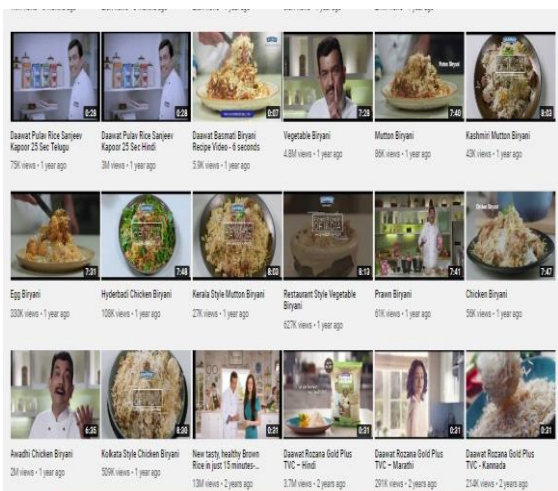 0:28
0:28
0:07
7:28
7:40
8:03
Daawat Pulav Rice Sanjeev
Kapoor 25 Sec Telugu
75K views • 1 year ago
Daawat Pulav Rice Sanjeev
Kapoor 25 Sec Hindi
3M views • 1 year ago
Daawat Basmati Biryani
Recipe Video - 6 seconds
5.9K views • 1 year ago
Vegetable Biryani
4.8M views • 1 year ago
Mutton Biryani
86K views • 1 year ago
Kashmiri Mutton Biryani
43K views • 1 year ago
7:31
7:48
8:03
8:13
7:41
7:47
Egg Biryani
330K views • 1 year ago
Hyderbadi Chicken Biryani
108K views • 1 year ago
Kerala Style Mutton Biryani
27K views • 1 year ago
Restaurant Style Vegetable
Biryani
627K views • 1 year ago
Prawn Biryani
61K views • 1 year ago
Chicken Biryani
56K views • 1 year ago
6:35
8:30
0:31
0:31
0:31
0:31
Awadhi Chicken Biryani
2M views • 1 year ago
Kolkata Style Chicken Biryani
509K views • 1 year ago
New tasty, healthy Brown
Rice in just 15 minutes-...
13M views • 2 years ago
Daawat Rozana Gold Plus
TVC – Hindi
3.7M views • 2 years ago
Daawat Rozana Gold Plus
TVC – Marathi
291K views • 2 years ago
Daawat Rozana Gold Plus
TVC - Kannada
214K views • 2 years ago